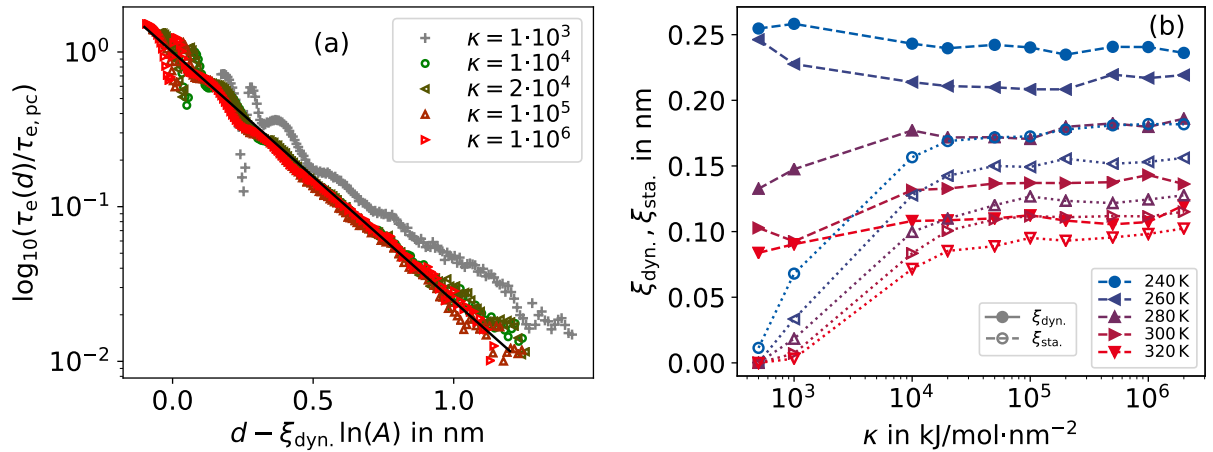 (a)
κ = 1·10³
κ = 1·10⁴
κ = 2·10⁴
κ = 1·10⁵
κ = 1·10⁶
10⁰
10⁻¹
10⁻²
log₁₀(τₑ(d)/τₑ,pc)
0.0 0.5 1.0
d − ξdyn. ln(A) in nm
(b)
0.25
0.20
0.15
0.10
0.05
0.00
ξdyn., ξsta. in nm
ξdyn.
ξsta.
240 K
260 K
280 K
300 K
320 K
10³ 10⁴ 10⁵ 10⁶
κ in kJ/mol·nm⁻²